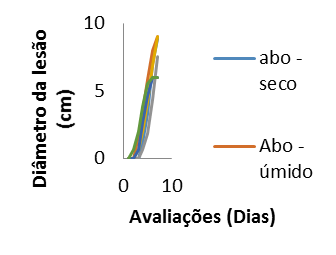 Diâmetro da lesão
(cm)
10
5
0
0
10
Avaliações (Dias)
abo -
seco
Abo -
úmido